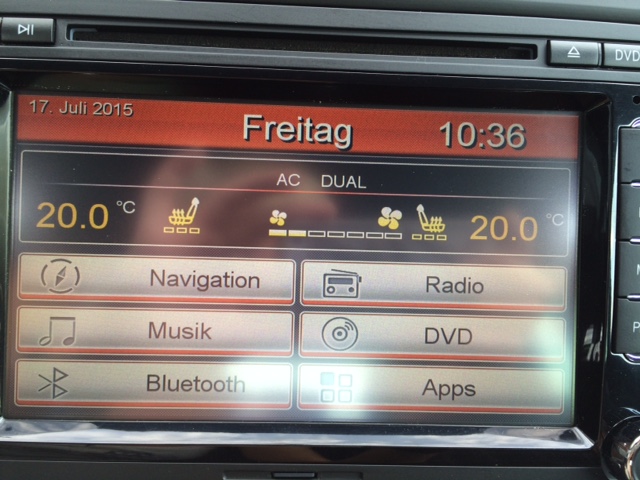 DVD
17. Juli 2015
Freitag 10:36
AC DUAL
20.0 °C 20.0 °C
Navigation Radio
Musik DVD
Bluetooth Apps